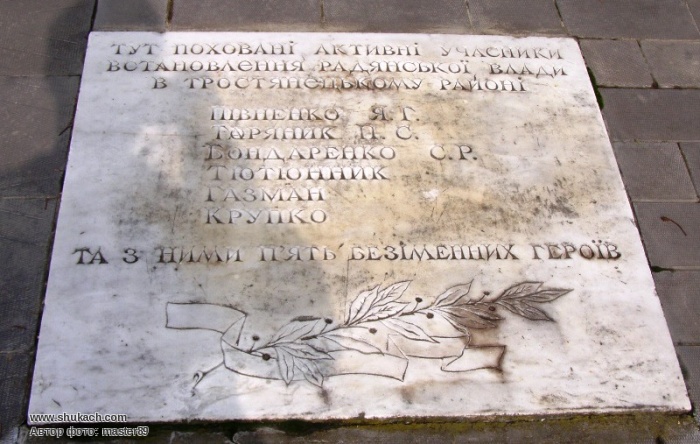 ТУТ ПОХОВАНІ АКТИВНІ УЧАСНИКИ
ВСТАНОВЛЕННЯ РАДЯНСЬКОЇ ВЛАДИ
В ТРОСТЯНЕЦЬКОМУ РАЙОНІ
ПІВНЕНКО Я. Г.
ГОРЯНИК П. С.
БОНДАРЕНКО С. Р.
ТЮТЮННИК
ГАЗМАН
КРУПКО
ТА З НИМИ П'ЯТЬ БЕЗІМЕННИХ ГЕРОЇВ
www.shukach.com
Автор фото: master89